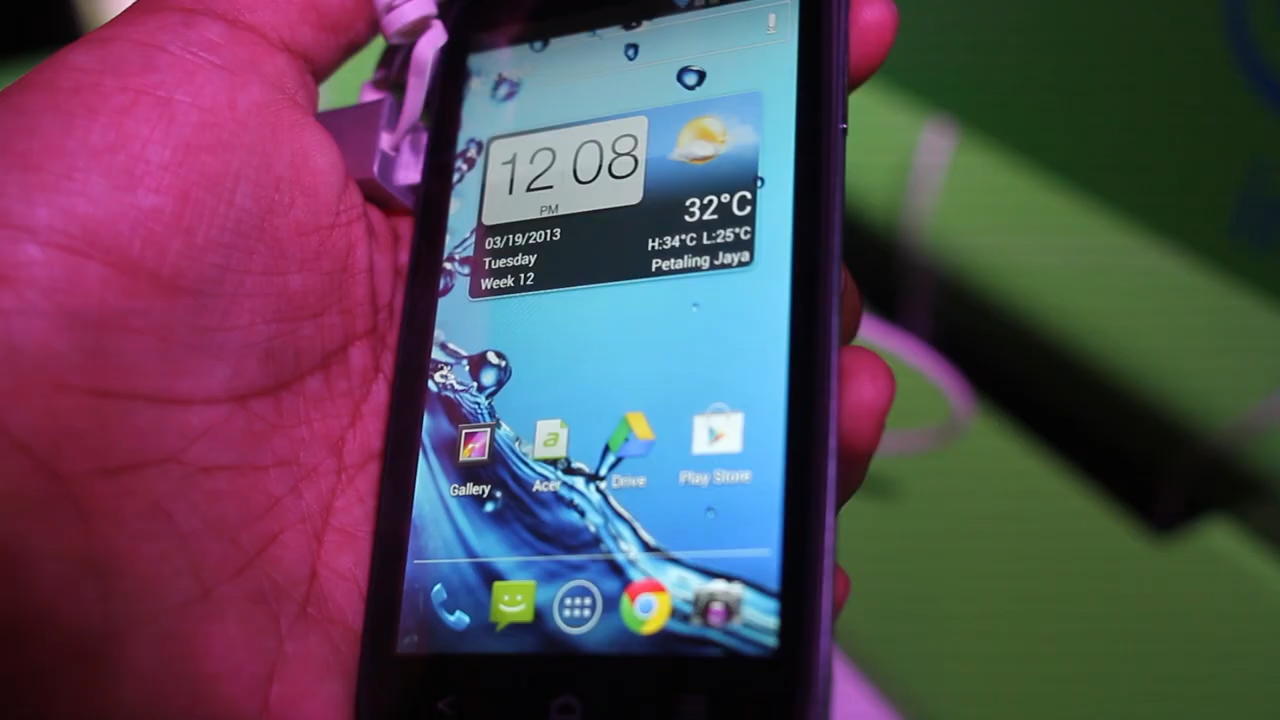 12 08
PM
32°C
03/19/2013
H:34°C L:25°C
Tuesday
Petaling Jaya
Week 12
a
Gallery
Acer
Drive
Play Store